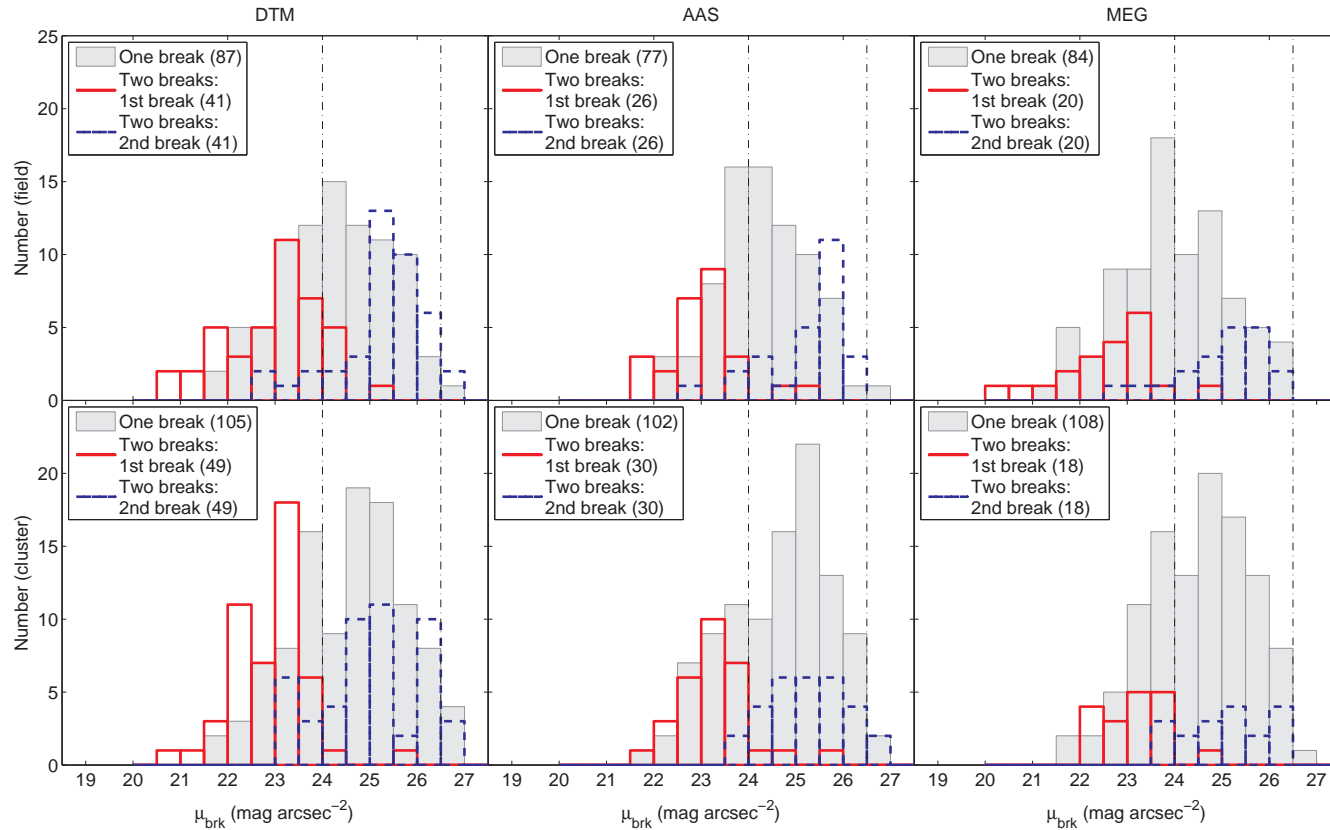 DTM
AAS
MEG
25
20
15
10
5
0
Number (field)
One break (87)
Two breaks:
1st break (41)
Two breaks:
2nd break (41)
One break (77)
Two breaks:
1st break (26)
Two breaks:
2nd break (26)
One break (84)
Two breaks:
1st break (20)
Two breaks:
2nd break (20)
20
15
10
5
0
Number (cluster)
One break (105)
Two breaks:
1st break (49)
Two breaks:
2nd break (49)
One break (102)
Two breaks:
1st break (30)
Two breaks:
2nd break (30)
One break (108)
Two breaks:
1st break (18)
Two breaks:
2nd break (18)
19 20 21 22 23 24 25 26 27
19 20 21 22 23 24 25 26 27
19 20 21 22 23 24 25 26 27
μbrk (mag arcsec−2)
μbrk (mag arcsec−2)
μbrk (mag arcsec−2)